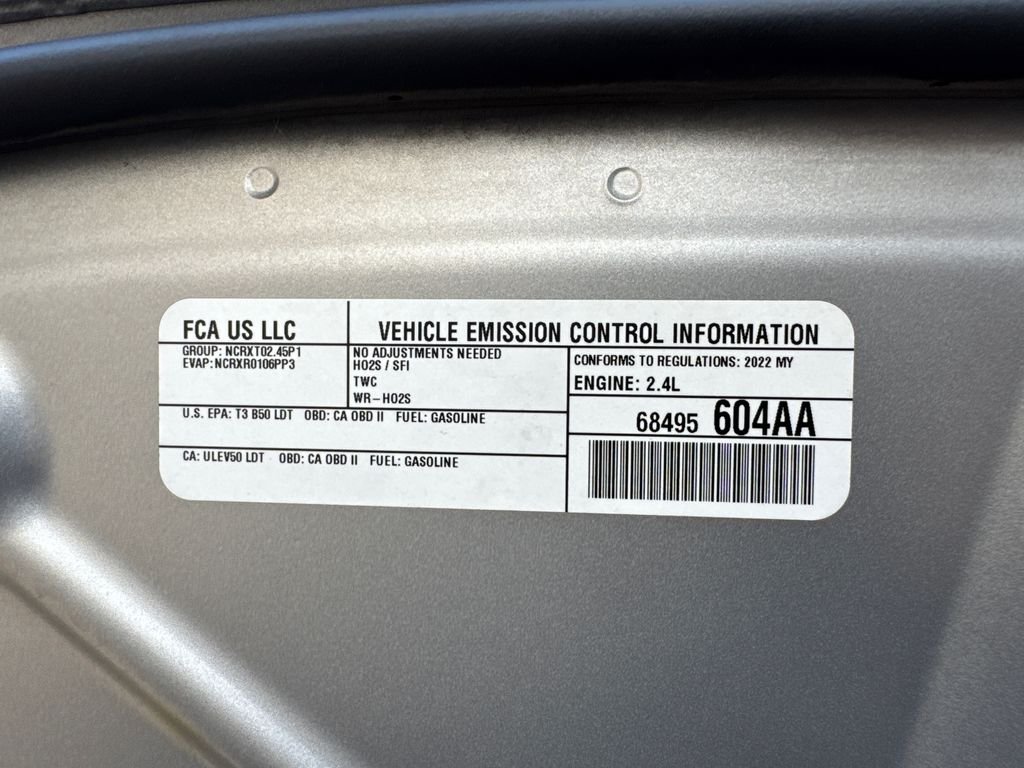 FCA US LLC
VEHICLE EMISSION CONTROL INFORMATION
GROUP: NCRXT02.45P1
EVAP:NCRXR0106PP3
NO ADJUSTMENTS NEEDED
HO2S / SFI
TWC
WR-HO2S
CONFORMS TO REGULATIONS: 2022 MY
ENGINE: 2.4L
68495 604AA
U.S. EPA: T3 B50 LDT OBD: CA OBD II FUEL: GASOLINE
CA: ULEV50 LDT OBD: CA OBD II FUEL: GASOLINE